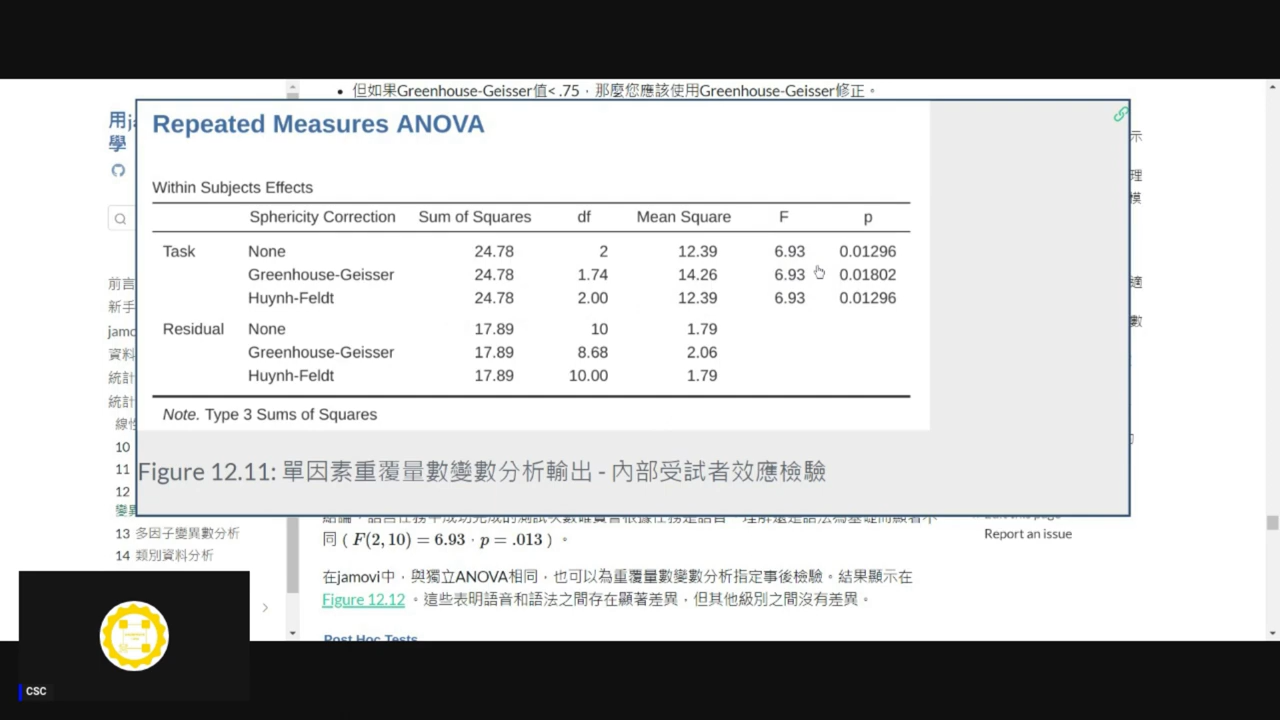 但如果Greenhouse-Geisser值< .75，那麼您應該使用Greenhouse-Geisser修正。
用j
學
Repeated Measures ANOVA
示
理
模
Within Subjects Effects
Sphericity Correction Sum of Squares df Mean Square F p
Task None 24.78 2 12.39 6.93 0.01296
Greenhouse-Geisser 24.78 1.74 14.26 6.93 0.01802
Huynh-Feldt 24.78 2.00 12.39 6.93 0.01296
Residual None 17.89 10 1.79
Greenhouse-Geisser 17.89 8.68 2.06
Huynh-Feldt 17.89 10.00 1.79
Note. Type 3 Sums of Squares
前言
新手
jamo
資料
統計
統計
線性
10
11
12
變異
適
數
Figure 12.11: 單因素重覆量數變數分析輸出 - 內部受試者效應檢驗
13 多因子變異數分析
14 類別資料分析
同（F(2, 10) = 6.93，p = .013）。
Report an issue
在jamovi中，與獨立ANOVA相同，也可以為重覆量數變數分析指定事後檢驗。結果顯示在
Figure 12.12 。這些表明語音和語法之間存在顯著差異，但其他級別之間沒有差異。
Post Hoc Tests
CSC